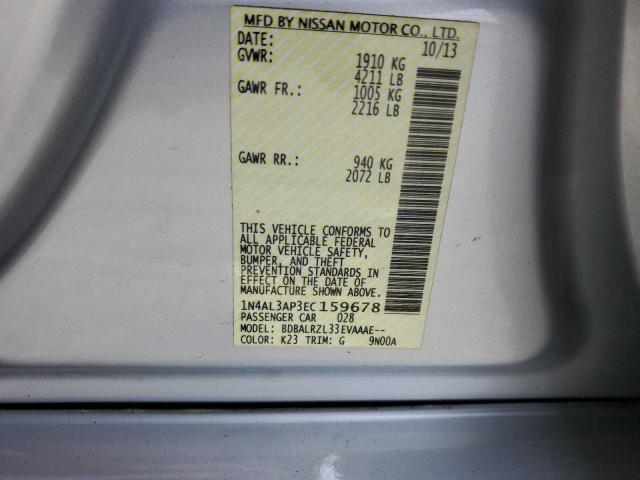 MFD BY NISSAN MOTOR CO., LTD.
DATE: 10/13
GVWR: 1910 KG
4211 LB
GAWR FR.: 1005 KG
2216 LB
GAWR RR.: 940 KG
2072 LB
THIS VEHICLE CONFORMS TO
ALL APPLICABLE FEDERAL
MOTOR VEHICLE SAFETY,
BUMPER, AND THEFT
PREVENTION STANDARDS IN
EFFECT ON THE DATE OF
MANUFACTURE SHOWN ABOVE.
1N4AL3AP3EC159678
PASSENGER CAR 028
MODEL: BDBALRZL33EVAAAE--
COLOR: K23 TRIM: G 9N00A